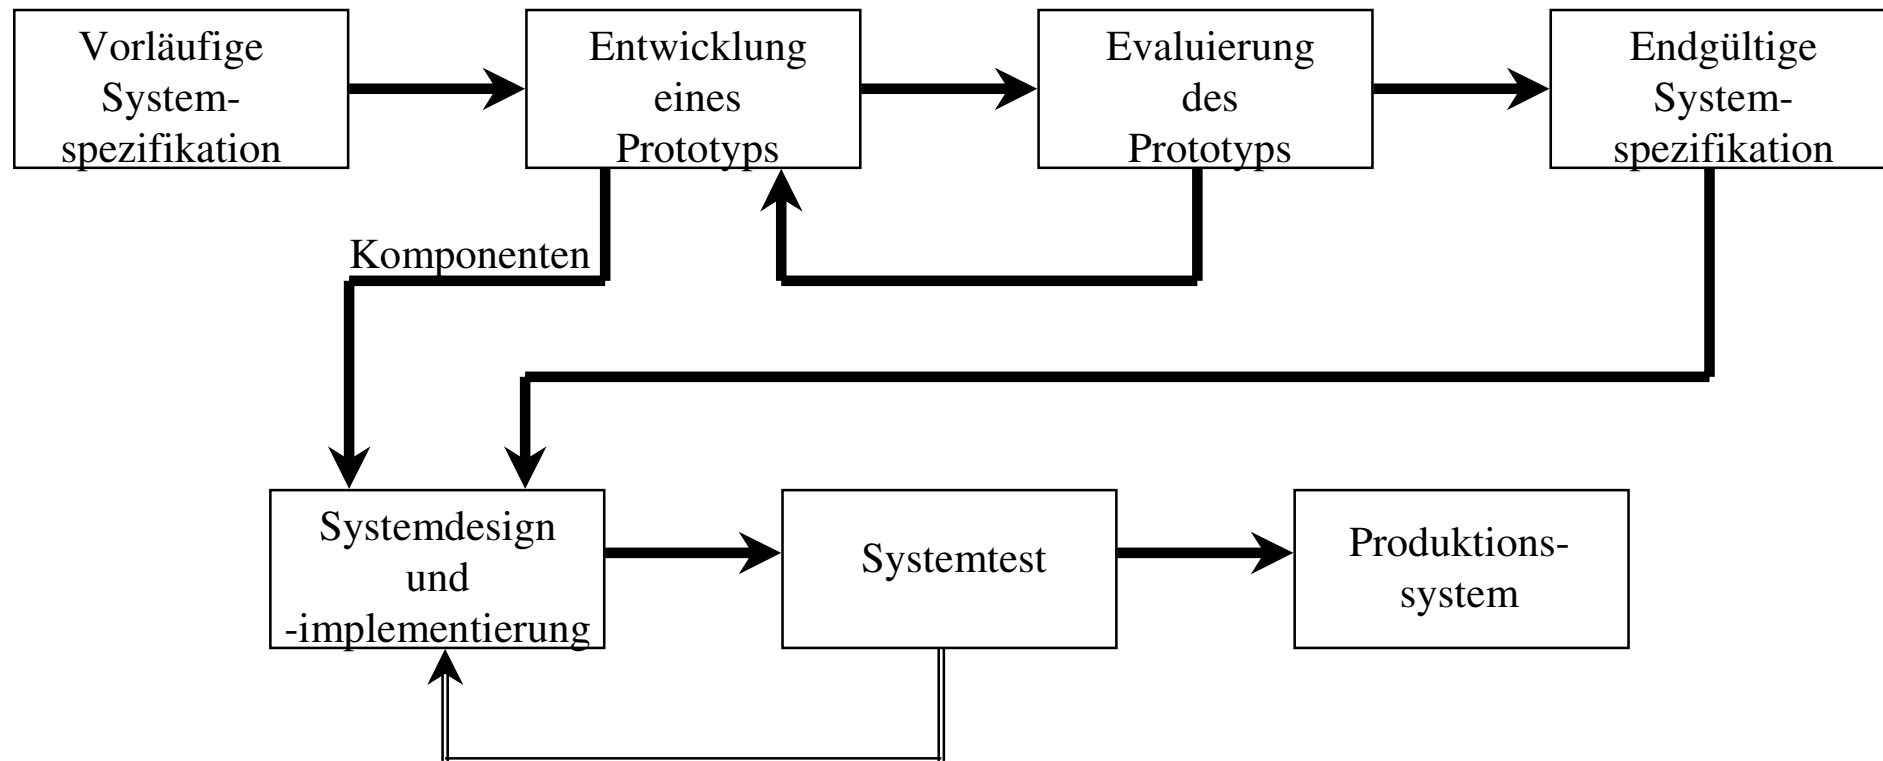 Vorläufige
System-
spezifikation
Entwicklung
eines
Prototyps
Evaluierung
des
Prototyps
Endgültige
System-
spezifikation
Komponenten
Systemdesign
und
-implementierung
Systemtest
Produktions-
system